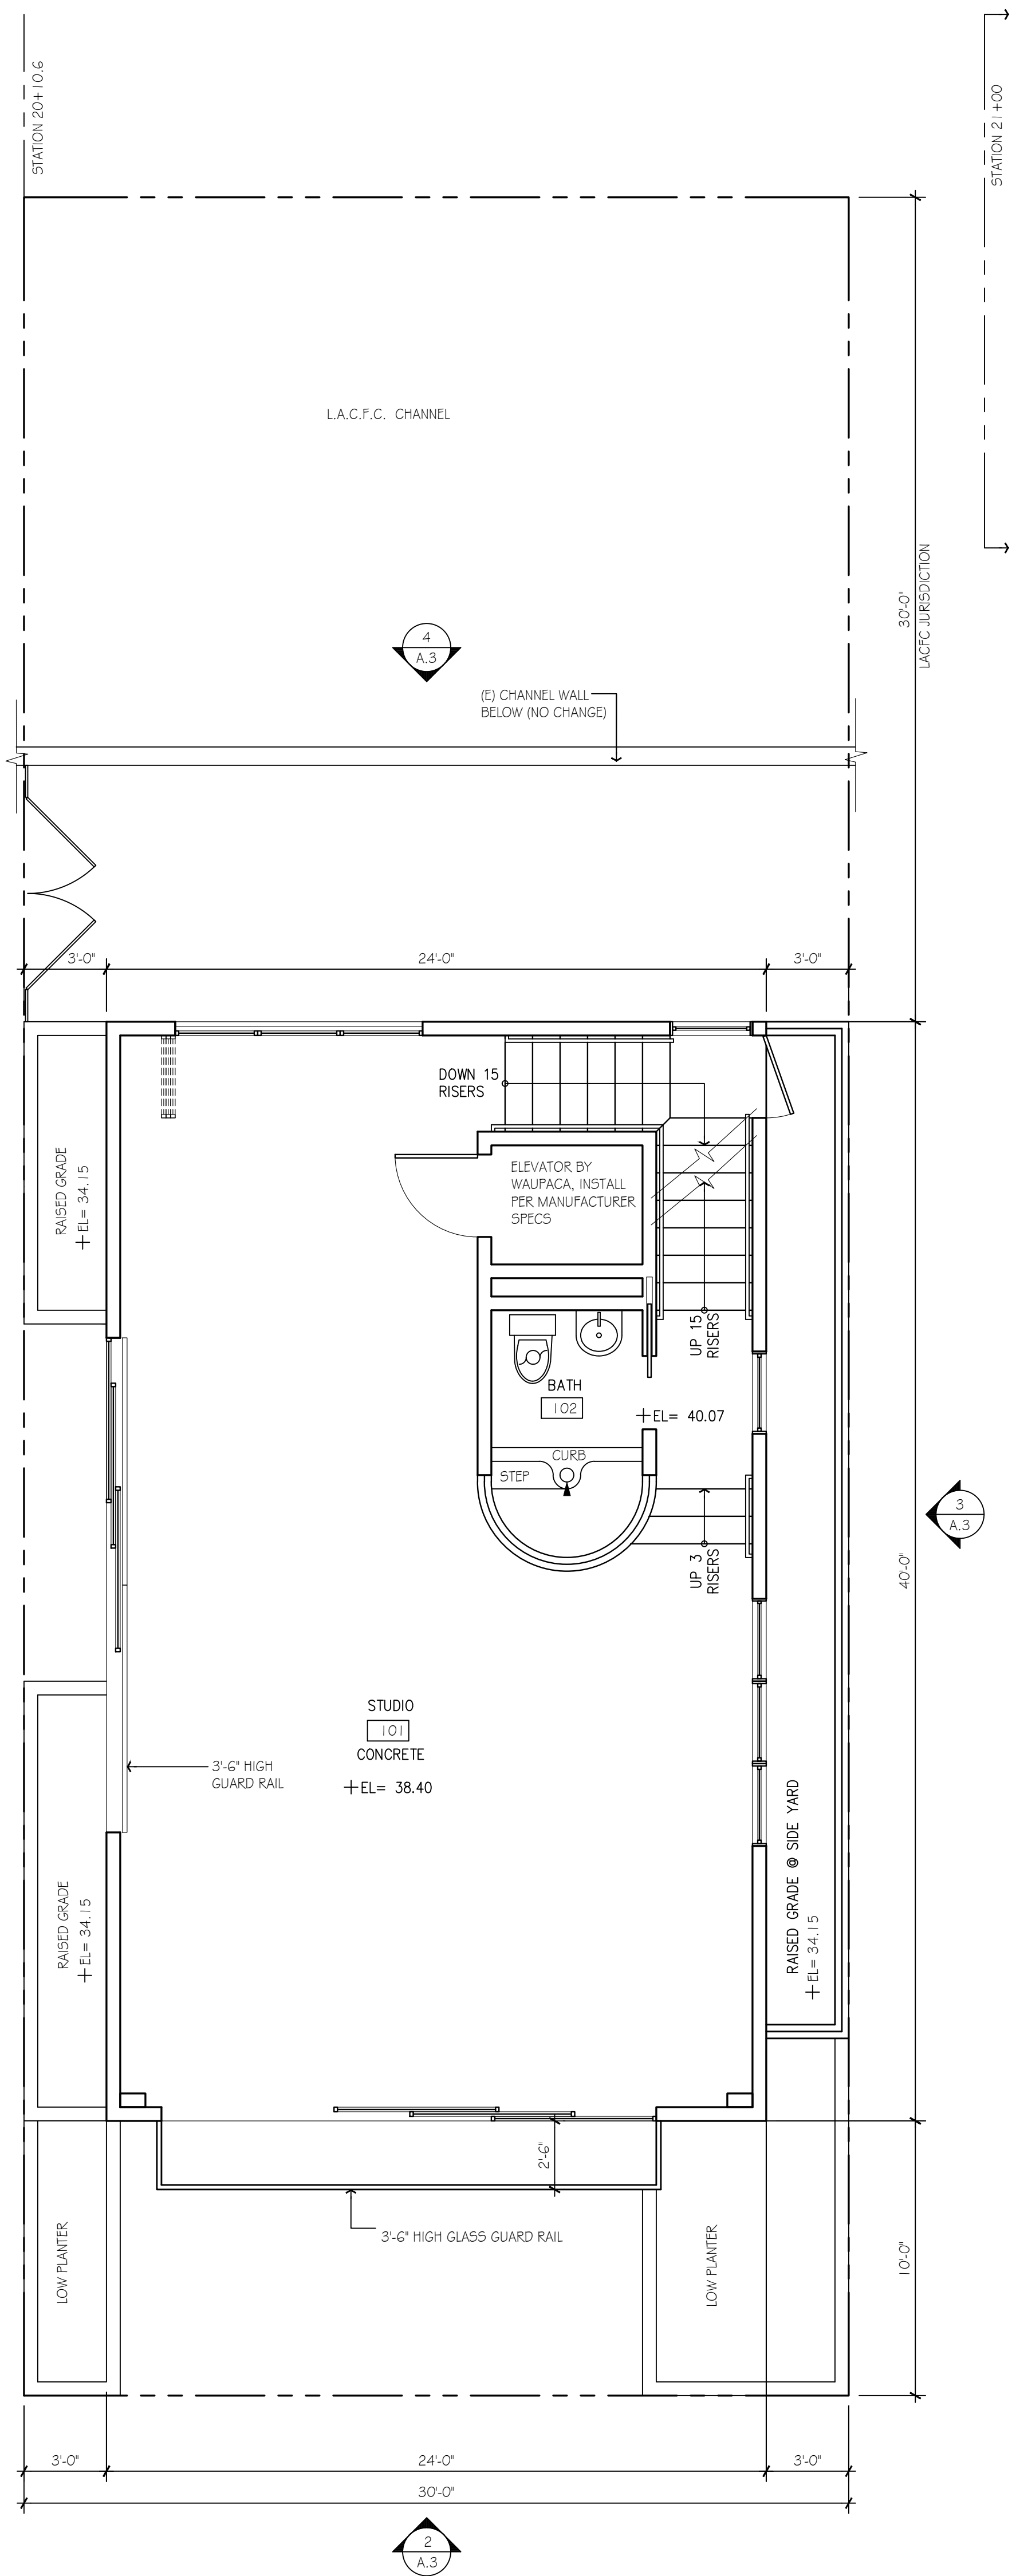 STATION 20+10.6
STATION 21+00
L.A.C.F.C. CHANNEL
30'-0"
LACFC JURISDICTION
4
A.3
(E) CHANNEL WALL
BELOW (NO CHANGE)
3'-0"
24'-0"
3'-0"
DOWN 15
RISERS
RAISED GRADE
EL= 34.15
ELEVATOR BY
WAUPACA, INSTALL
PER MANUFACTURER
SPECS
UP 15
RISERS
BATH
102
EL= 40.07
CURB
STEP
3
A.3
UP 3
RISERS
40'-0"
STUDIO
101
CONCRETE
EL= 38.40
3'-6" HIGH
GUARD RAIL
RAISED GRADE @ SIDE YARD
EL= 34.15
RAISED GRADE
EL= 34.15
2'-6"
3'-6" HIGH GLASS GUARD RAIL
LOW PLANTER
LOW PLANTER
10'-0"
3'-0"
24'-0"
3'-0"
30'-0"
2
A.3